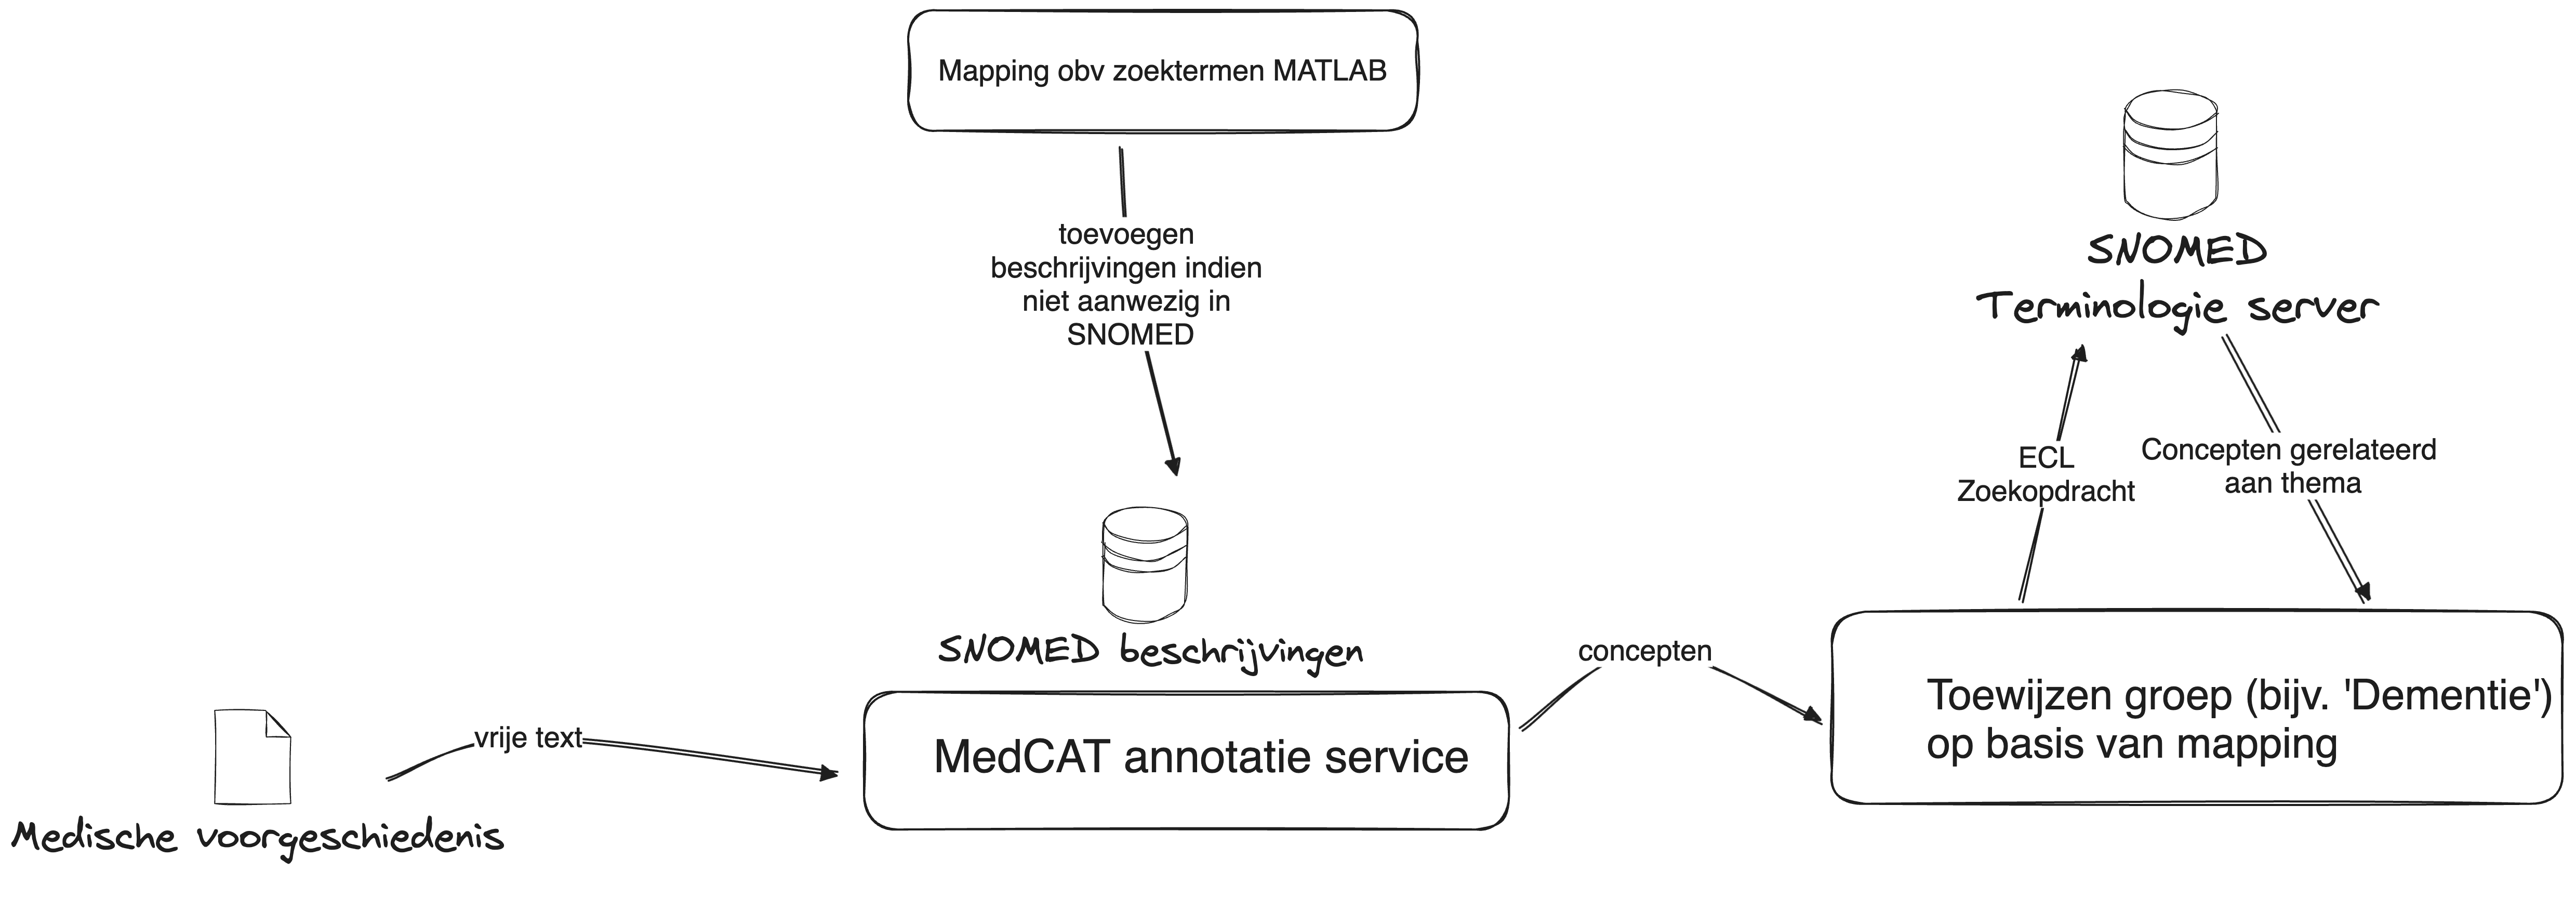 Mapping obv zoektermen MATLAB
toevoegen
beschrijvingen indien
niet aanwezig in
SNOMED
SNOMED
Terminologie server
ECL
Zoekopdracht
Concepten gerelateerd
aan thema
SNOMED beschrijvingen
concepten
Toewijzen groep (bijv. 'Dementie')
op basis van mapping
vrije text
MedCAT annotatie service
Medische voorgeschiedenis